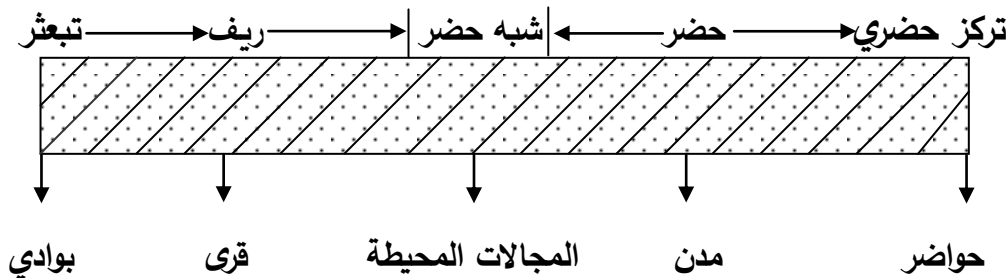 تركز حضري حضر شبه حضر ريف تبعثر
حواضر مدن المجالات المحيطة قرى بوادي